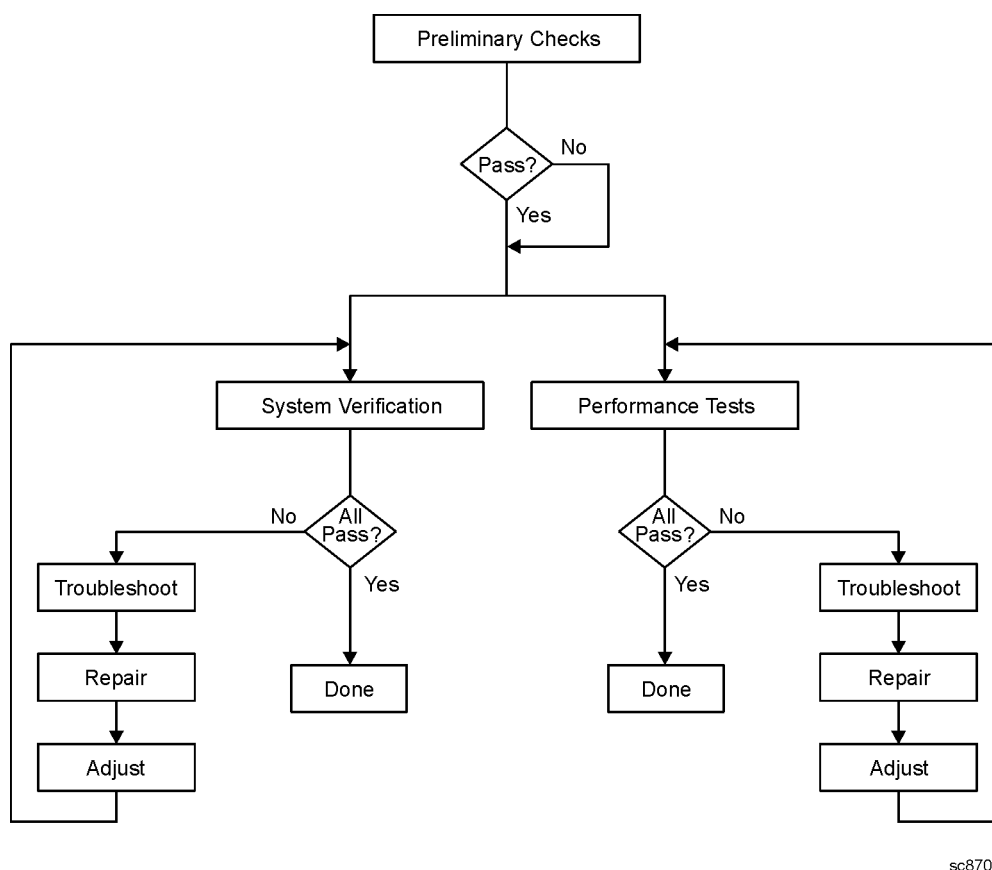 Preliminary Checks
Pass?
No
Yes
System Verification
Performance Tests
No
All
Pass?
Yes
All
Pass?
No
Yes
Troubleshoot
Troubleshoot
Repair
Done
Done
Repair
Adjust
Adjust
sc870